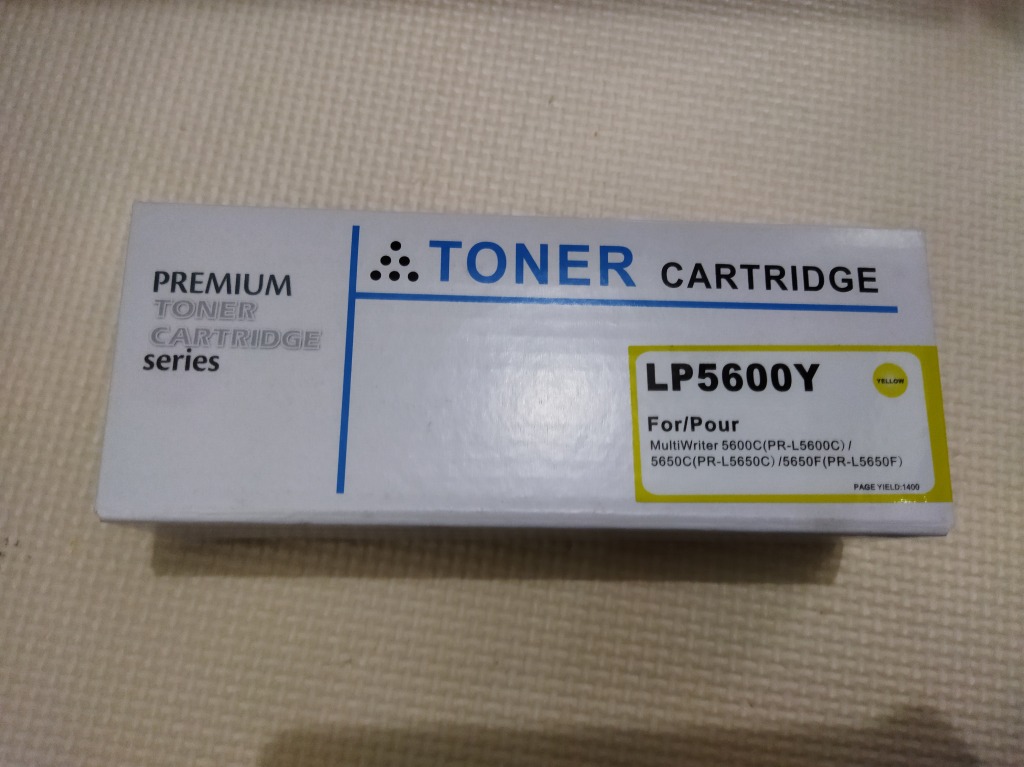 PREMIUM
TONER
CARTRIDGE
series
TONER CARTRIDGE
LP5600Y
YELLOW
For/Pour
MultiWriter 5600C(PR-L5600C) /
5650C(PR-L5650C) /5650F(PR-L5650F)
PAGE YIELD:1400